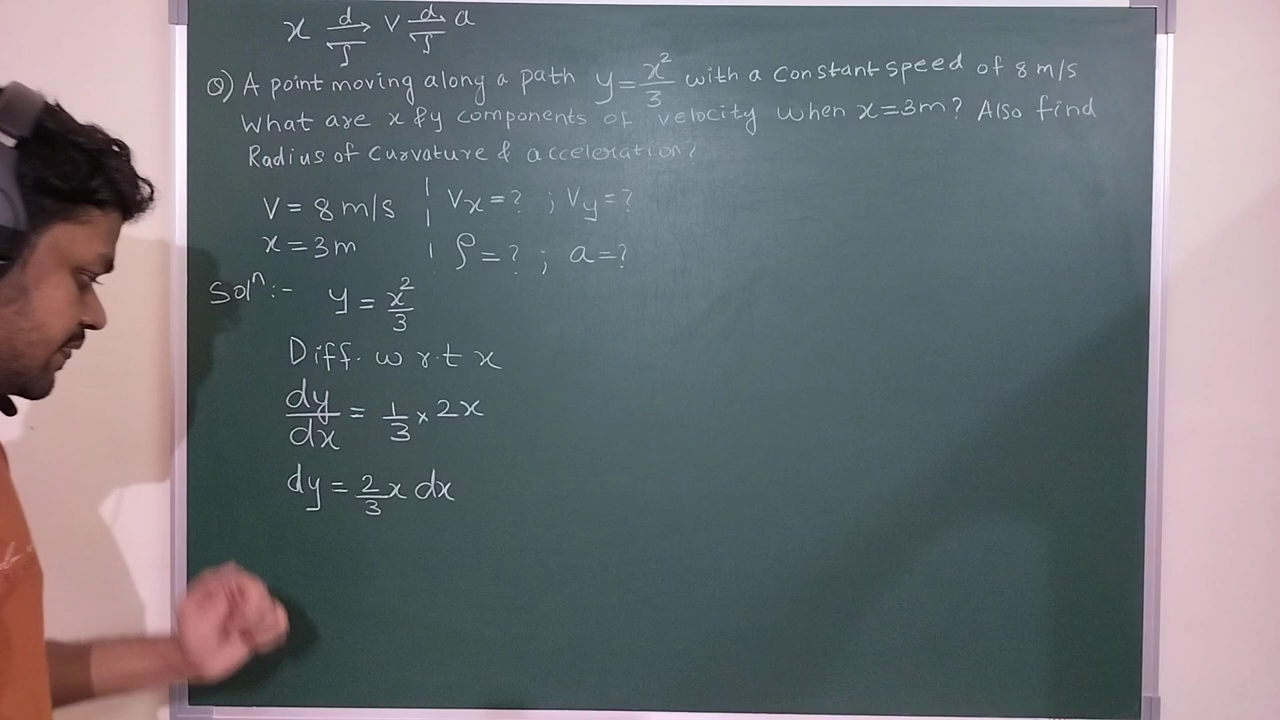 x d/∫ v d/∫ a
Q) A point moving along a path y = x²/3 with a constant speed of 8 m/s
What are x & y components of velocity when x = 3m? Also find
Radius of Curvature & acceleration?
V = 8 m/s | Vx = ? ; Vy = ?
x = 3m | ρ = ? ; a = ?
Solⁿ :- y = x²/3
Diff. w r.t x
dy/dx = 1/3 × 2x
dy = 2/3 x dx